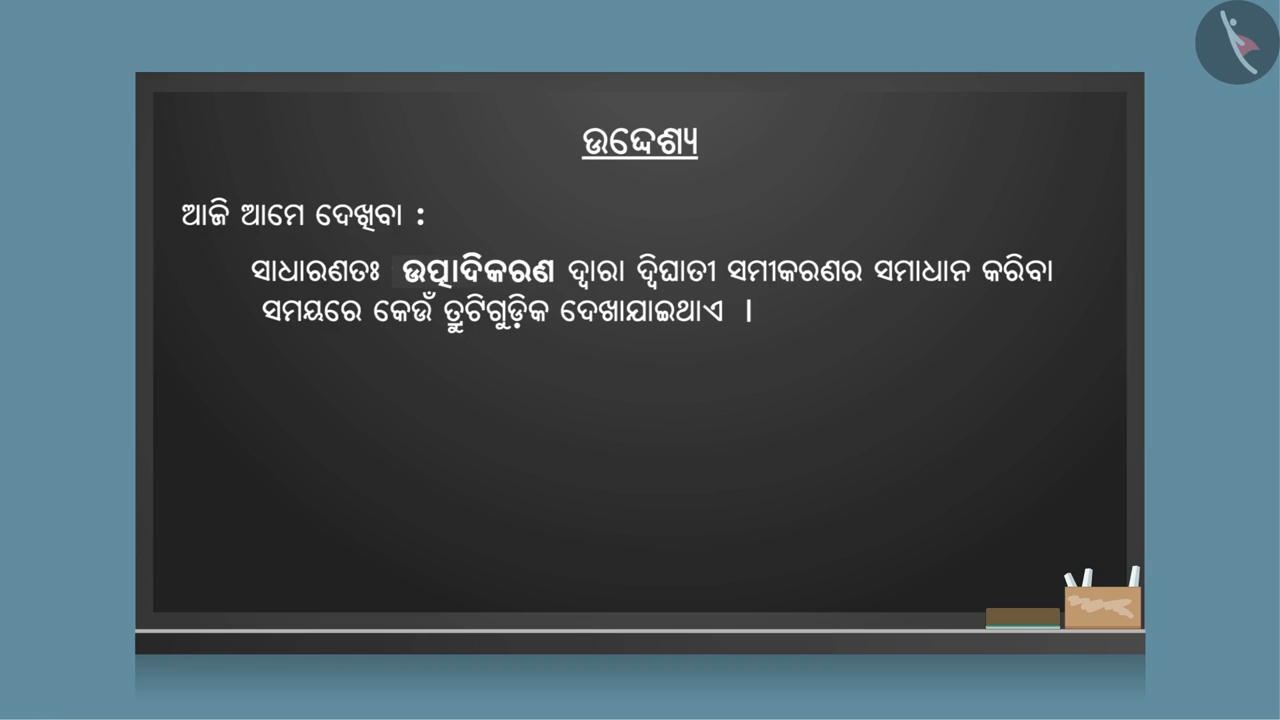 ଉଦ୍ଦେଶ୍ୟ
ଆଜି ଆମେ ଦେଖିବା :
ସାଧାରଣତଃ ଉତ୍ପାଦିକରଣ ଦ୍ୱାରା ଦ୍ୱିଘାତୀ ସମୀକରଣର ସମାଧାନ କରିବା
ସମୟରେ କେଉଁ ତ୍ରୁଟିଗୁଡ଼ିକ ଦେଖାଯାଇଥାଏ ।